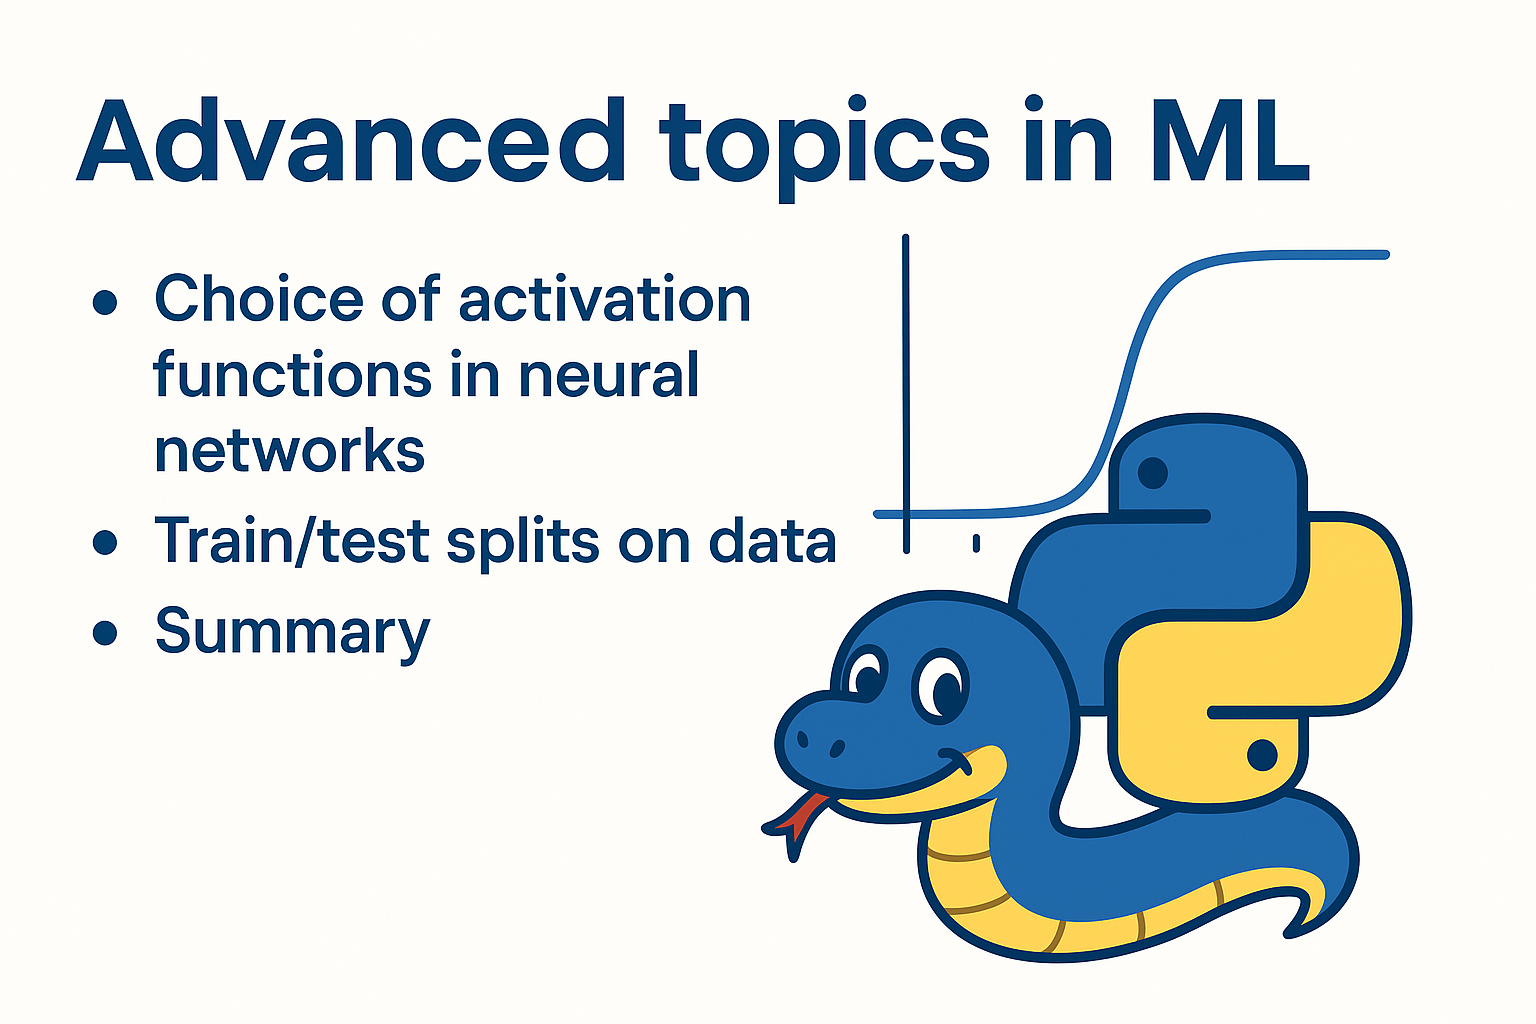 Advanced topics in ML
• Choice of activation
functions in neural
networks
• Train/test splits on data
• Summary